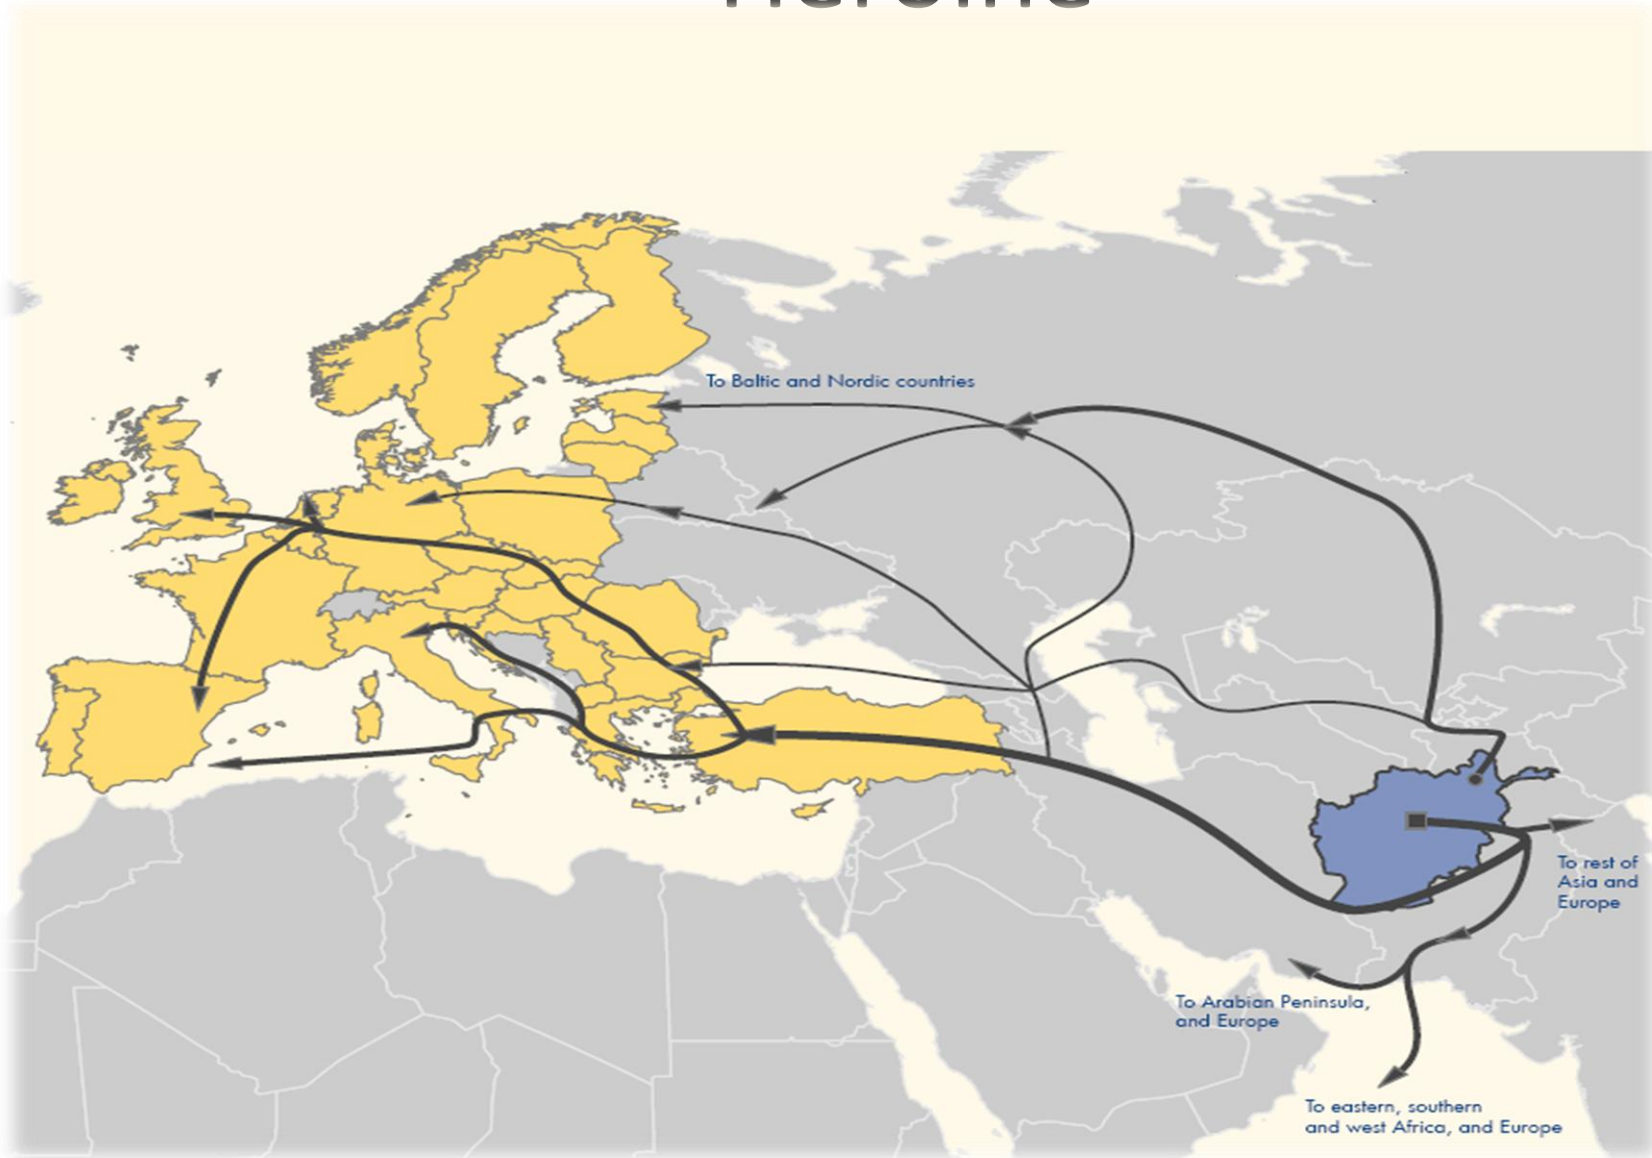 Heroine
To Baltic and Nordic countries
To rest of
Asia and
Europe
To Arabian Peninsula,
and Europe
To eastern, southern
and west Africa, and Europe